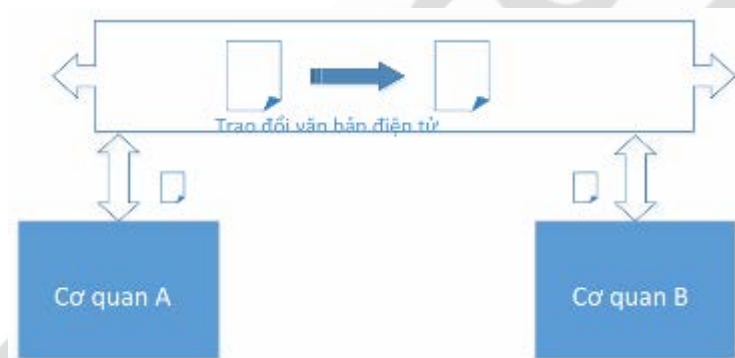 Trao đổi văn bản điện tử
Cơ quan A
Cơ quan B